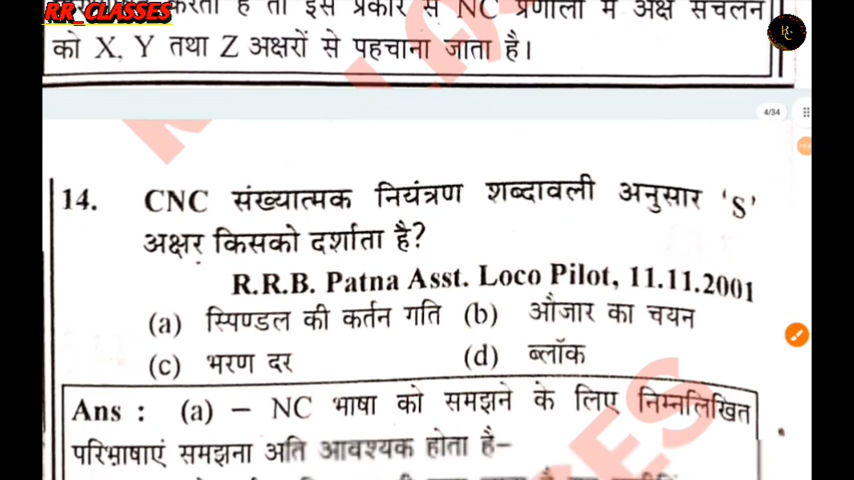 RR_CLASSES
करता है तो इस प्रकार से NC प्रणाली में अक्ष संचलन
को X, Y तथा Z अक्षरों से पहचाना जाता है।
4/34
14. CNC संख्यात्मक नियंत्रण शब्दावली अनुसार ‘S’
अक्षर किसको दर्शाता है?
R.R.B. Patna Asst. Loco Pilot, 11.11.2001
(a) स्पिण्डल की कर्तन गति (b) औजार का चयन
(c) भरण दर (d) ब्लॉक
Ans : (a) – NC भाषा को समझने के लिए निम्नलिखित
परिभाषाएं समझना अति आवश्यक होता है–